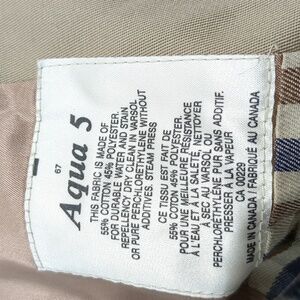 67
Aqua 5
THIS FABRIC IS MADE OF
55% COTTON 45% POLYESTER.
FOR DURABLE WATER AND STAIN
REPELLENCY DRY CLEAN IN VARSOL
OR PURE PERCHLORETHYLENE WITHOUT
ADDITIVES. STEAM PRESS
CE TISSU EST FAIT DE
55% COTON 45% POLYESTER.
POUR UNE MEILLEURE RÉSISTANCE
À L'EAU ET À LA SALETÉ, NETTOYER
À SEC AU VARSOL OU
PERCHLORETHYLÈNE PUR SANS ADDITIFS
PRESSER À LA VAPEUR
CA 00229
MADE IN CANADA / FABRIQUÉ AU CANADA